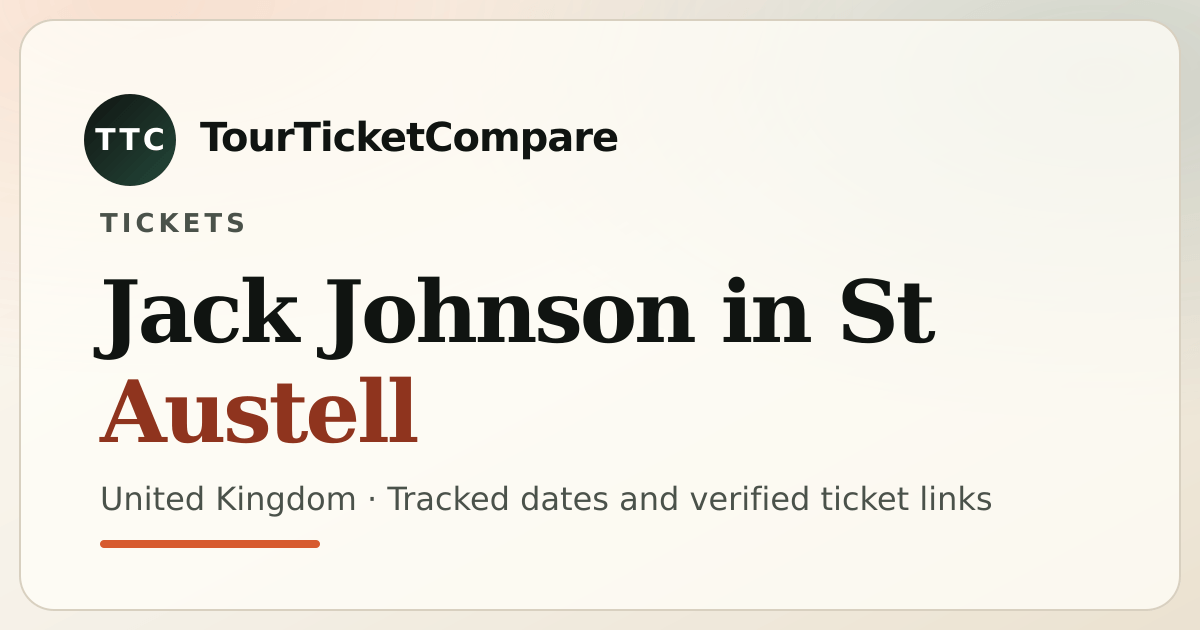 TTC TourTicketCompare
TICKETS
Jack Johnson in St
Austell
United Kingdom · Tracked dates and verified ticket links